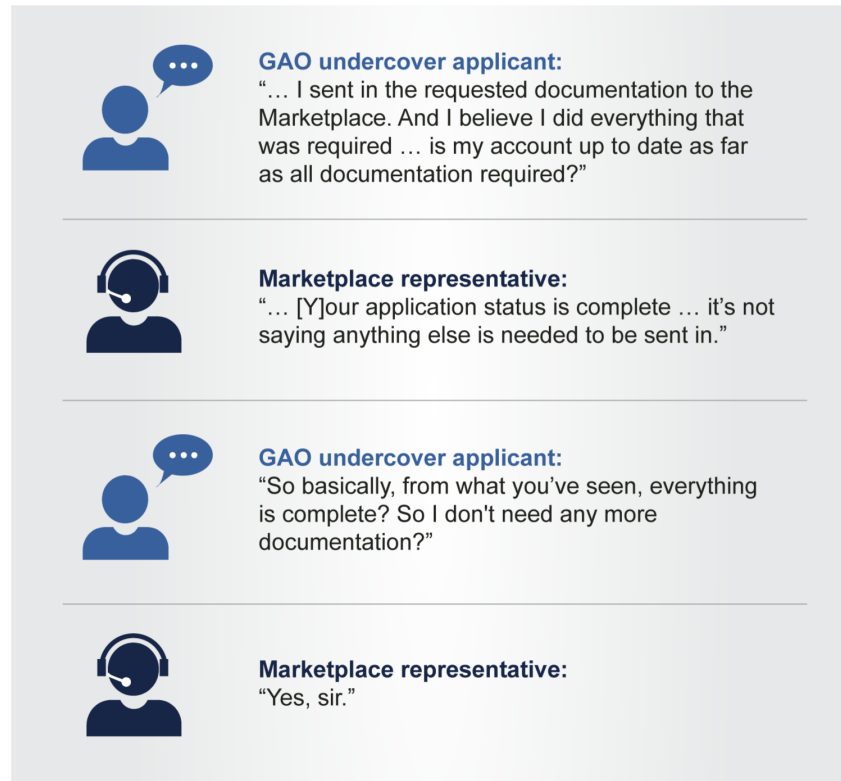 GAO undercover applicant:
“… I sent in the requested documentation to the
Marketplace. And I believe I did everything that
was required … is my account up to date as far
as all documentation required?”
Marketplace representative:
“… [Y]our application status is complete … it’s not
saying anything else is needed to be sent in.”
GAO undercover applicant:
“So basically, from what you’ve seen, everything
is complete? So I don't need any more
documentation?”
Marketplace representative:
“Yes, sir.”